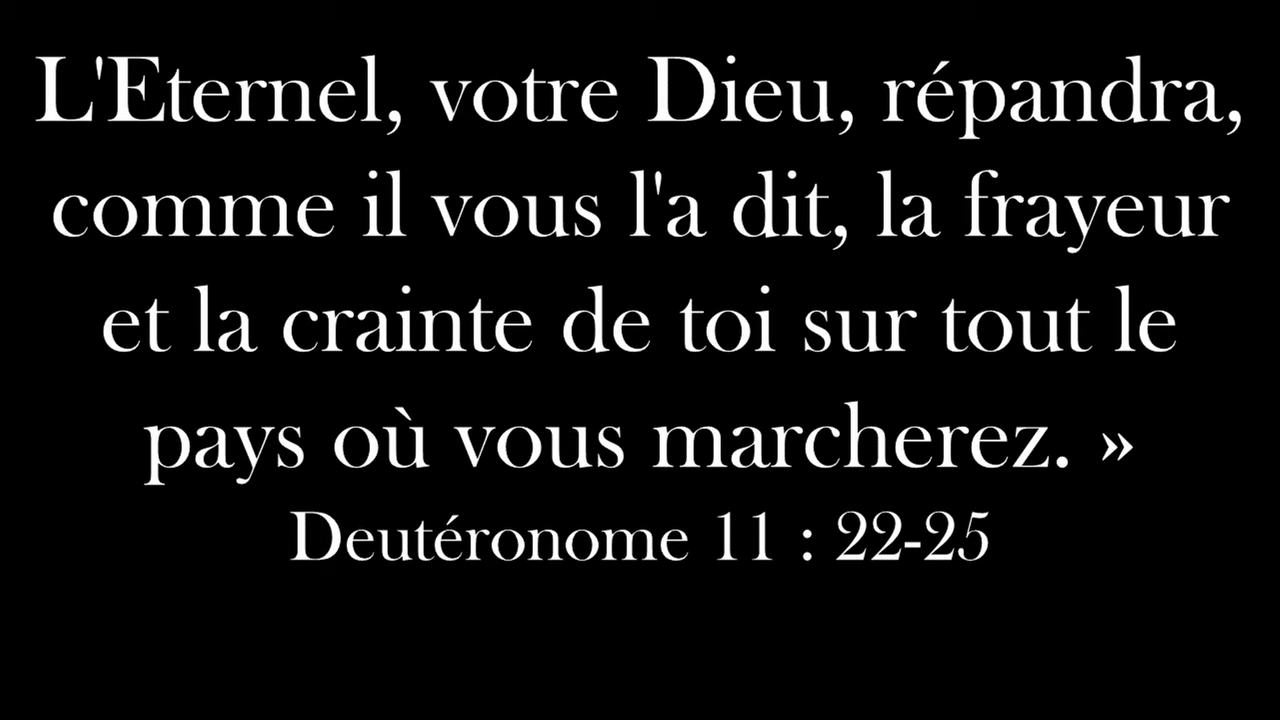 L'Eternel, votre Dieu, répandra,
comme il vous l'a dit, la frayeur
et la crainte de toi sur tout le
pays où vous marcherez. »
Deutéronome 11 : 22-25